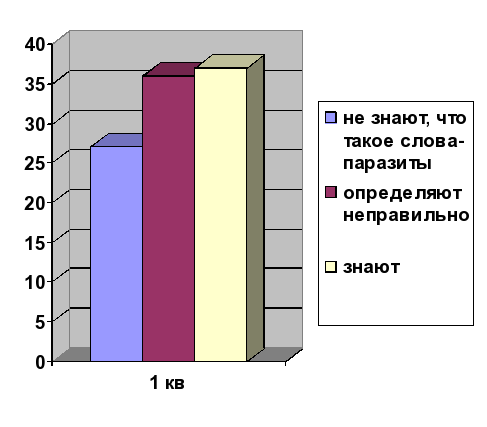 40
35
30
25
20
15
10
5
0
1 кв
не знают, что
такое слова-
паразиты
определяют
неправильно
знают